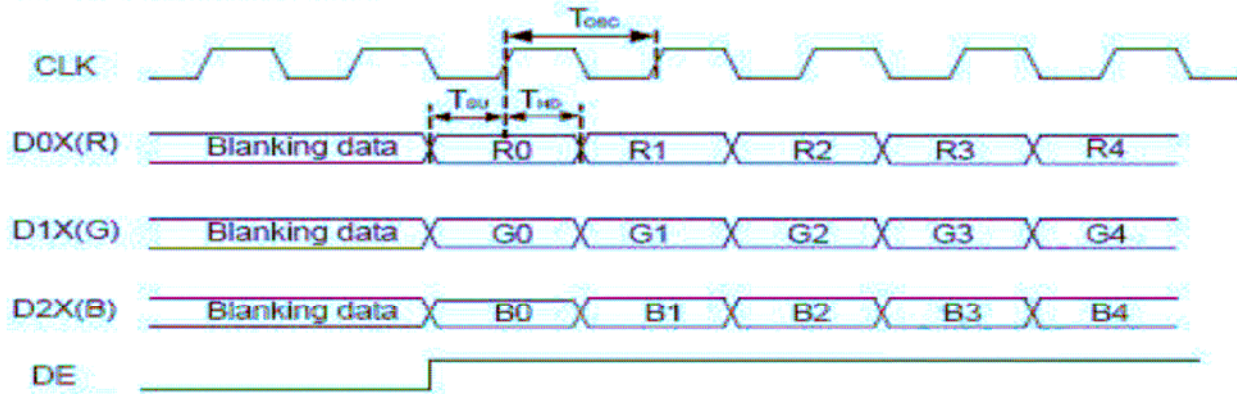 Tosc
CLK
Tsu THD
D0X(R) Blanking data R0 R1 R2 R3 R4
D1X(G) Blanking data G0 G1 G2 G3 G4
D2X(B) Blanking data B0 B1 B2 B3 B4
DE